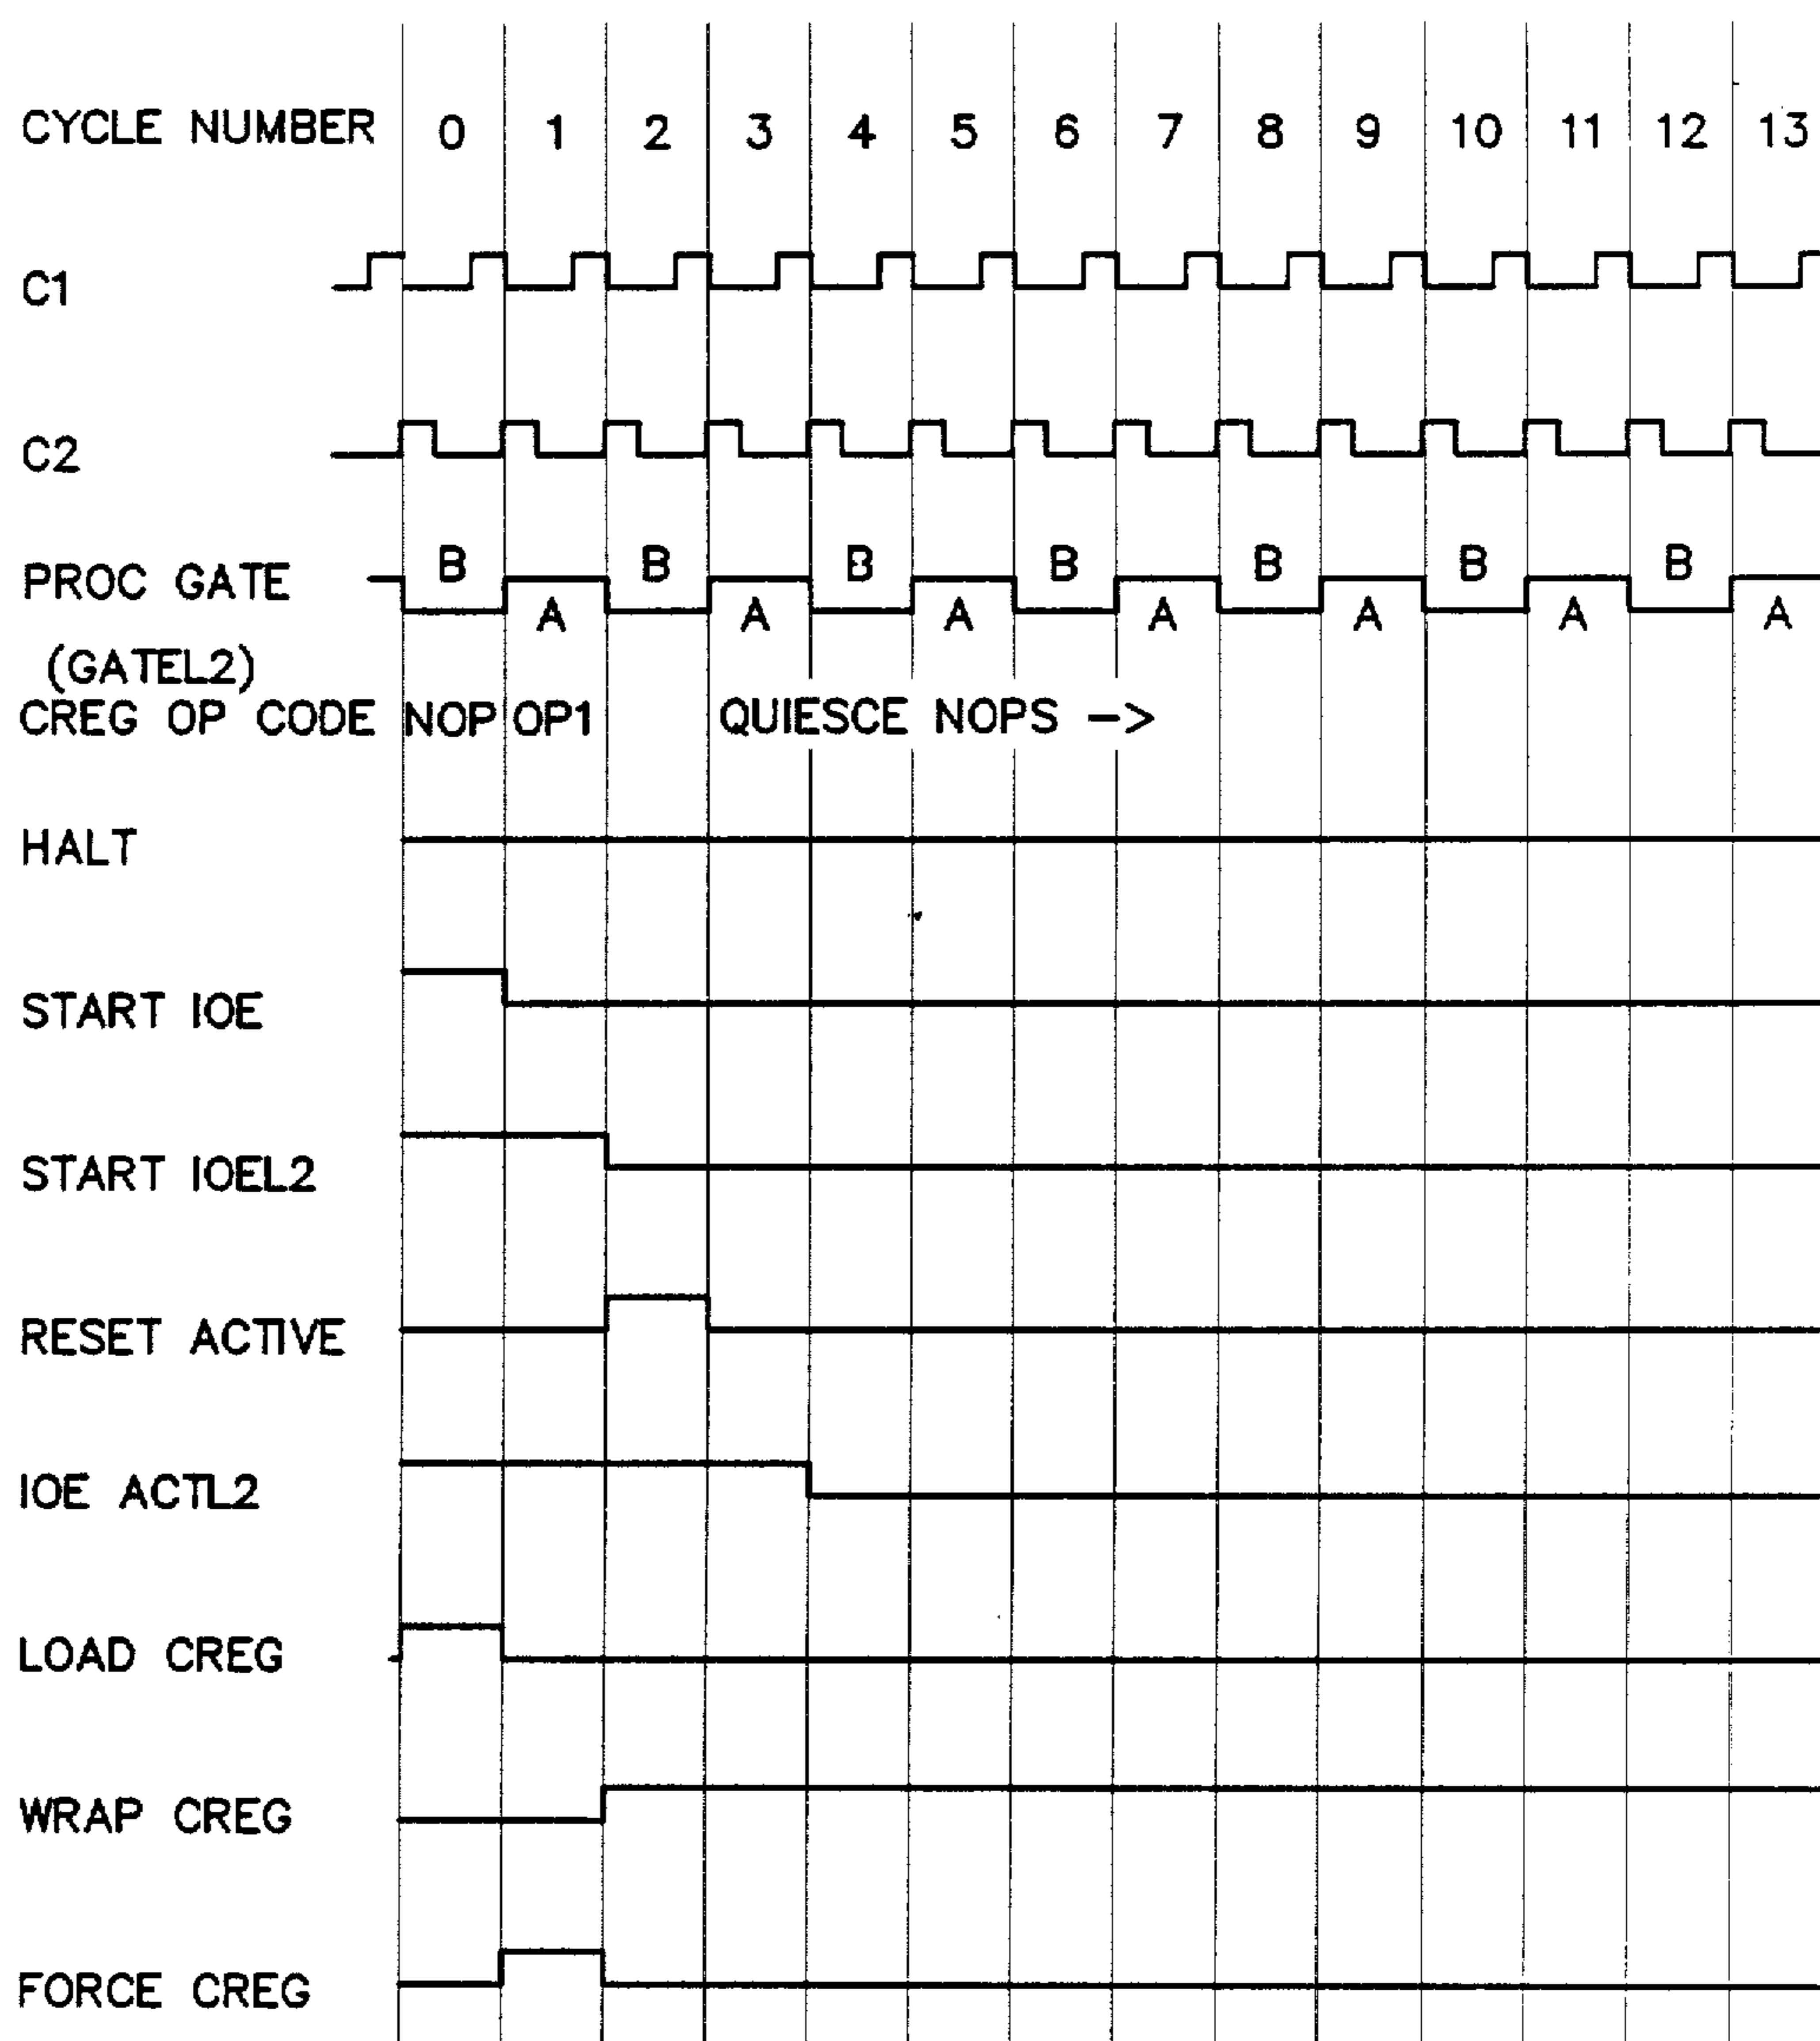 CYCLE NUMBER 0 1 2 3 4 5 6 7 8 9 10 11 12 13
C1
C2
B B B B B B B
PROC GATE
A A A A A A A
(GATEL2)
CREG OP CODE NOP OP1 QUIESCE NOPS ->
HALT
START IOE
START IOEL2
RESET ACTIVE
IOE ACTL2
LOAD CREG
WRAP CREG
FORCE CREG